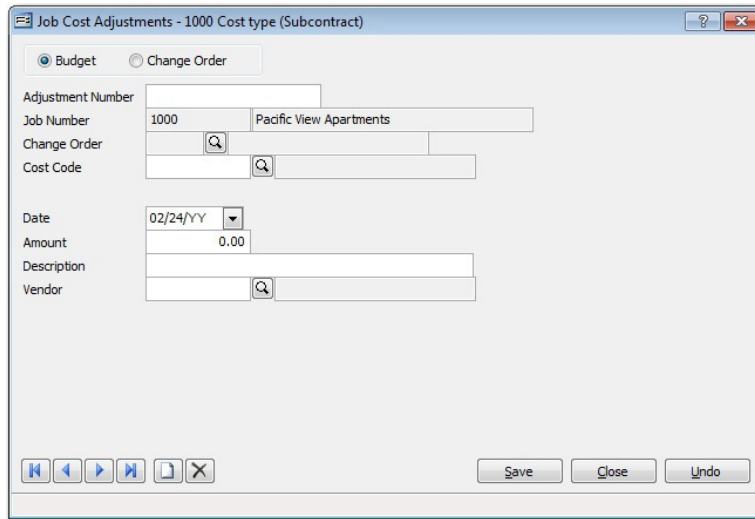 Job Cost Adjustments - 1000 Cost type (Subcontract) ?
Budget Change Order
Adjustment Number
Job Number 1000 Pacific View Apartments
Change Order
Cost Code
Date 02/24/YY
Amount 0.00
Description
Vendor
Save Close Undo